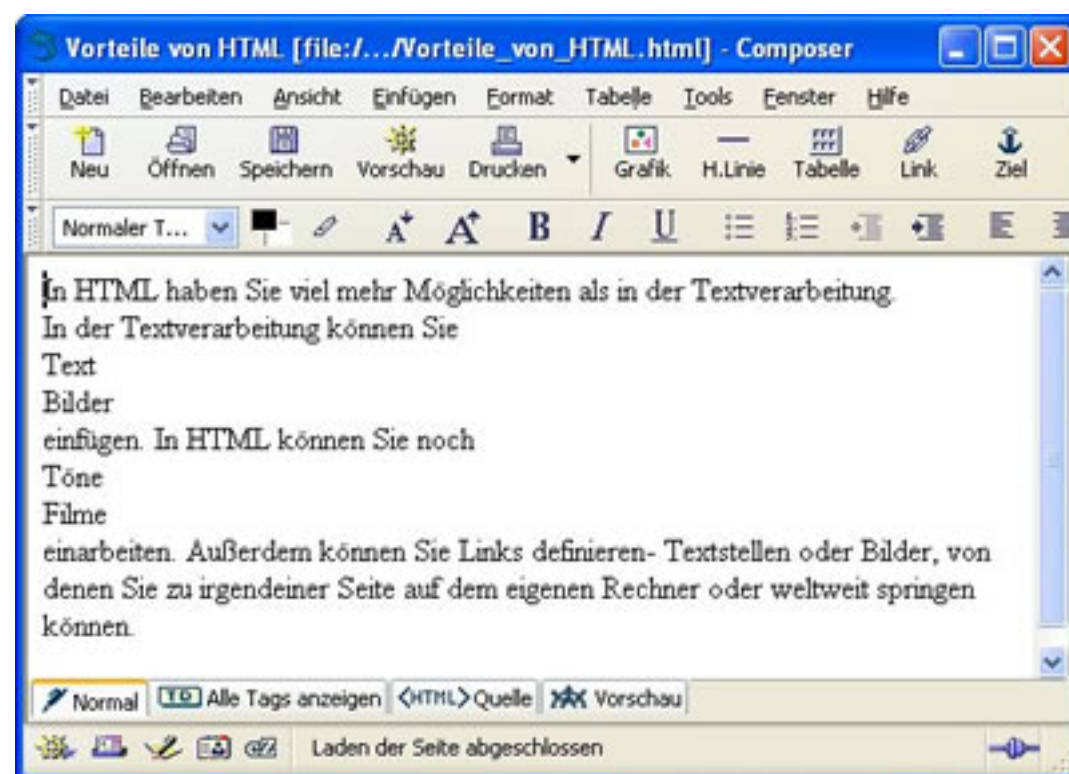 Vorteile von HTML [file:/.../Vorteile_von_HTML.html] - Composer
Datei Bearbeiten Ansicht Einfügen Format Tabelle Tools Fenster Hilfe
Neu Öffnen Speichern Vorschau Drucken Grafik H.Linie Tabelle Link Ziel
Normaler T... A A B I U
In HTML haben Sie viel mehr Möglichkeiten als in der Textverarbeitung.
In der Textverarbeitung können Sie
Text
Bilder
einfügen. In HTML können Sie noch
Töne
Filme
einarbeiten. Außerdem können Sie Links definieren- Textstellen oder Bilder, von
denen Sie zu irgendeiner Seite auf dem eigenen Rechner oder weltweit springen
können.
Normal TD Alle Tags anzeigen <HTML> Quelle Vorschau
Laden der Seite abgeschlossen